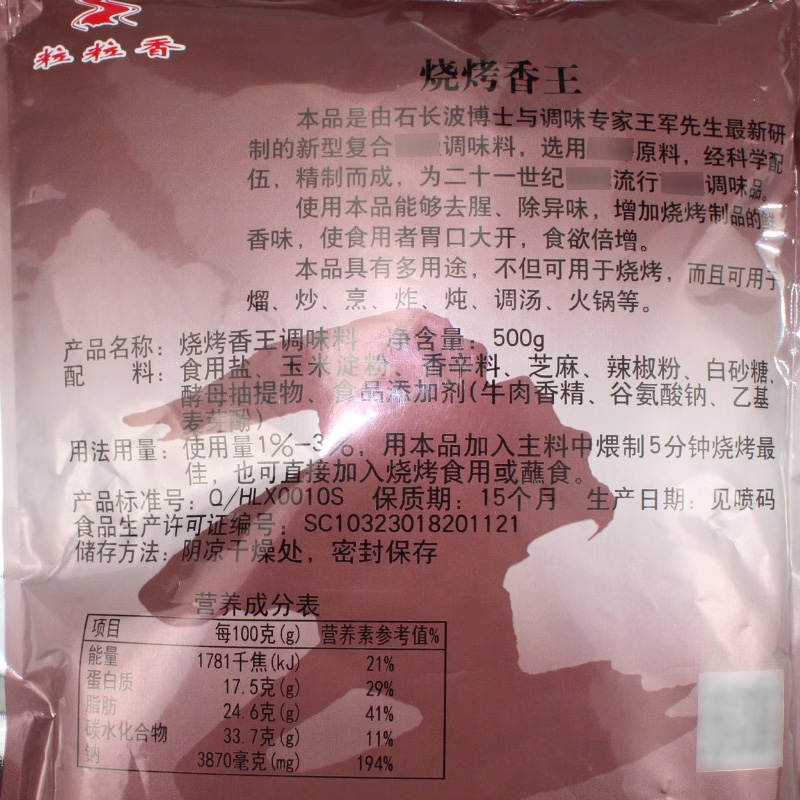 粒粒香
烧烤香王
本品是由石长波博士与调味专家王军先生最新研
制的新型复合 调味料，选用 原料，经科学配
伍，精制而成，为二十一世纪 流行 调味品。
使用本品能够去腥、除异味，增加烧烤制品的鲜
香味，使食用者胃口大开，食欲倍增。
本品具有多用途，不但可用于烧烤，而且可用于
熘、炒、烹、炸、炖、调汤、火锅等。
产品名称：烧烤香王调味料 净含量：500g
配 料：食用盐、玉米淀粉、香辛料、芝麻、辣椒粉、白砂糖、
酵母抽提物、食品添加剂(牛肉香精、谷氨酸钠、乙基
麦芽酚)
用法用量：使用量1%-3%，用本品加入主料中煨制5分钟烧烤最
佳，也可直接加入烧烤食用或蘸食。
产品标准号：Q/HLX0010S 保质期：15个月 生产日期：见喷码
食品生产许可证编号：SC10323018201121
储存方法：阴凉干燥处，密封保存
营养成分表
项目 每100克(g) 营养素参考值%
能量 1781千焦(kJ) 21%
蛋白质 17.5克(g) 29%
脂肪 24.6克(g) 41%
碳水化合物 33.7克(g) 11%
钠 3870毫克(mg) 194%